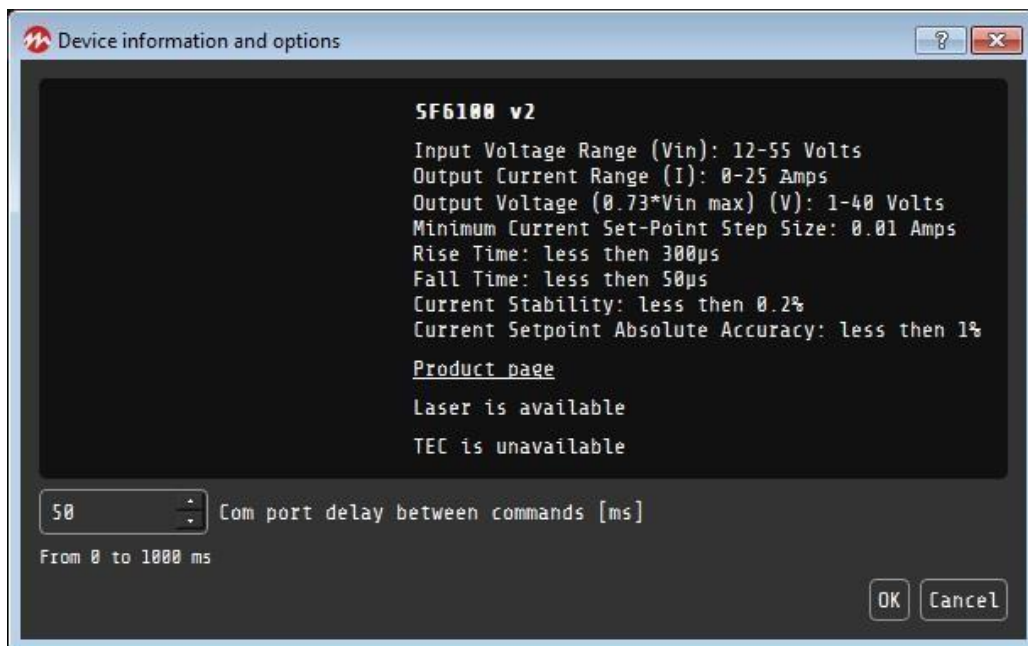 Device information and options
SF6100 v2
Input Voltage Range (Vin): 12-55 Volts
Output Current Range (I): 0-25 Amps
Output Voltage (0.73*Vin max) (V): 1-40 Volts
Minimum Current Set-Point Step Size: 0.01 Amps
Rise Time: less then 300µs
Fall Time: less then 50µs
Current Stability: less then 0.2%
Current Setpoint Absolute Accuracy: less then 1%
Product page
Laser is available
TEC is unavailable
50 Com port delay between commands [ms]
From 0 to 1000 ms
OK Cancel